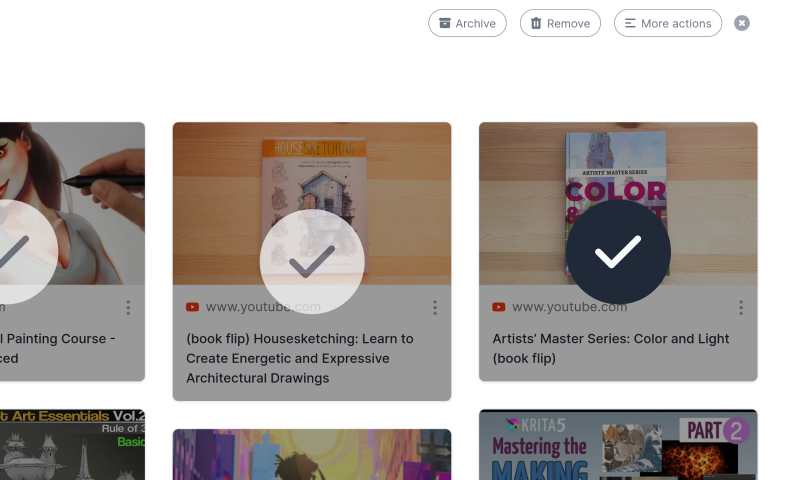 Archive
Remove
More actions
HOUSESKETCHING
ARTISTS' MASTER SERIES
COLOR
&
m
www.youtube.com
www.youtube.com
l Painting Course -
ced
(book flip) Housesketching: Learn to
Create Energetic and Expressive
Architectural Drawings
Artists’ Master Series: Color and Light
(book flip)
t Art Essentials Vol.2
Rule of 3
Basic
KRITA5
Mastering the
MAKING
PART 2